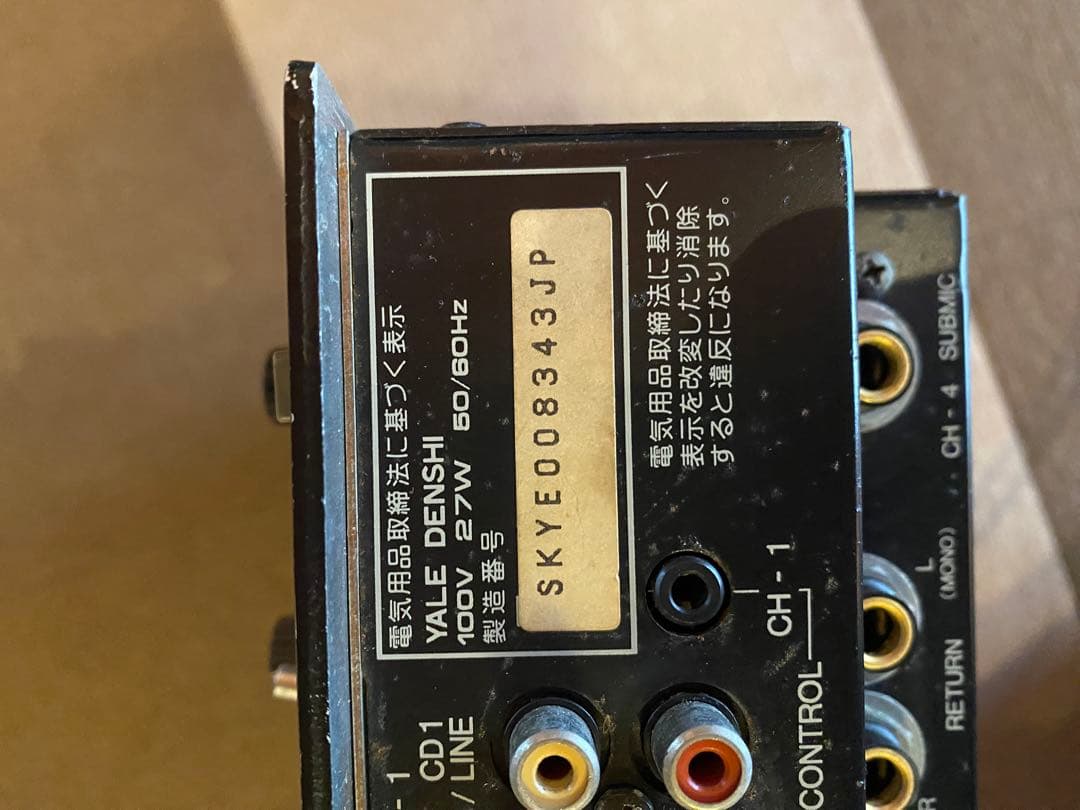 電気用品取締法に基づく表示
YALE DENSHI
100V 27W 50/60Hz
製造番号
SKYE008343JP
電気用品取締法に基づく
表示を改変したり消除
すると違反になります。
CH-1
CONTROL
-1
CD1
/LINE
CH-4 SUBMIC
L
(MONO)
RETURN
R